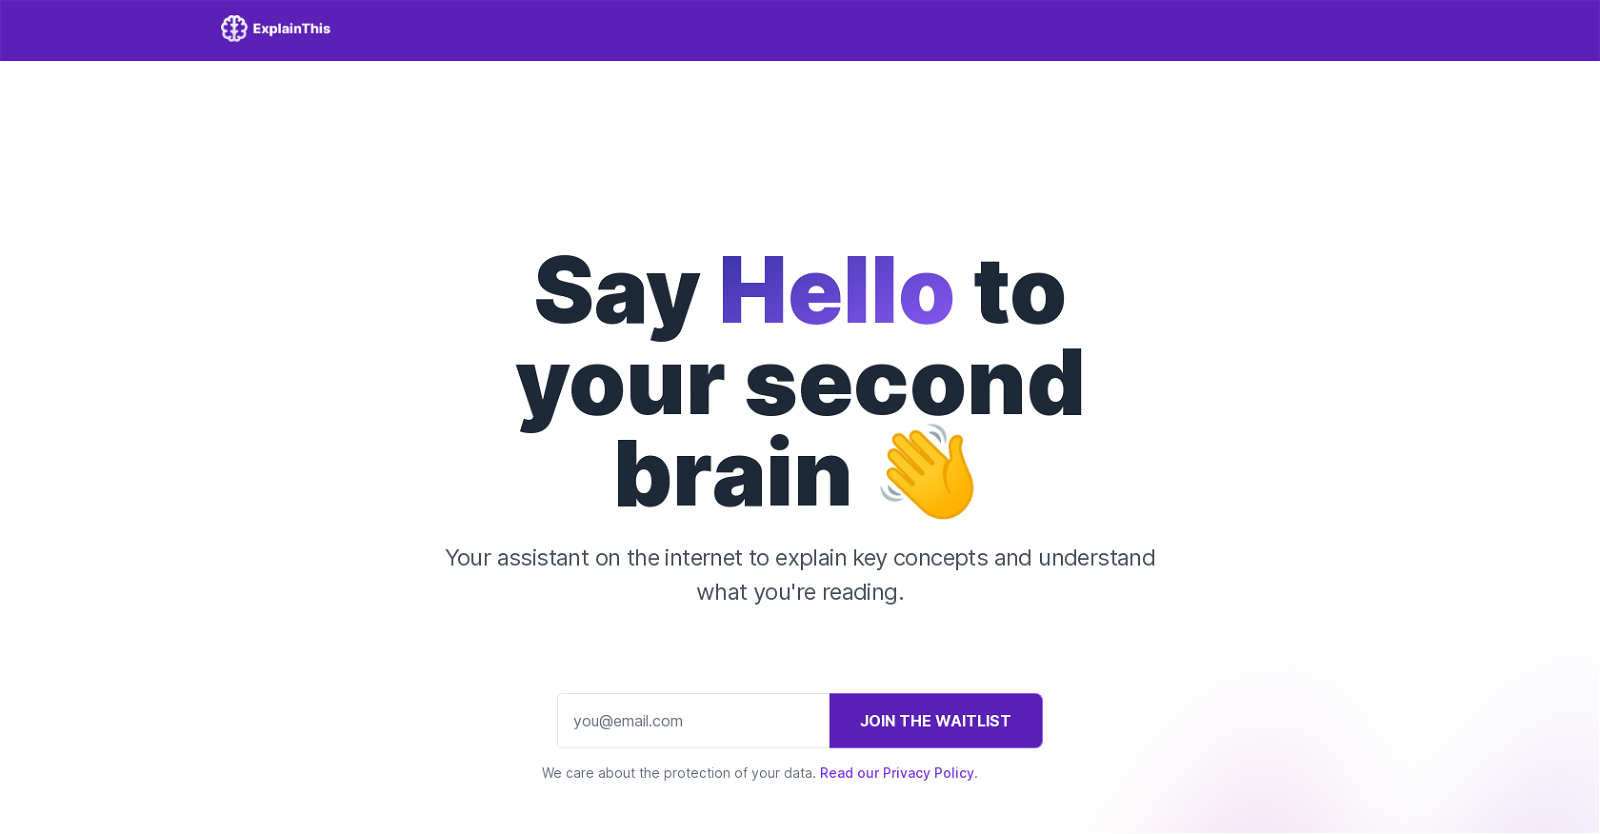 ExplainThis
Say Hello to
your second
brain 👋
Your assistant on the internet to explain key concepts and understand
what you're reading.
you@email.com
JOIN THE WAITLIST
We care about the protection of your data. Read our Privacy Policy.